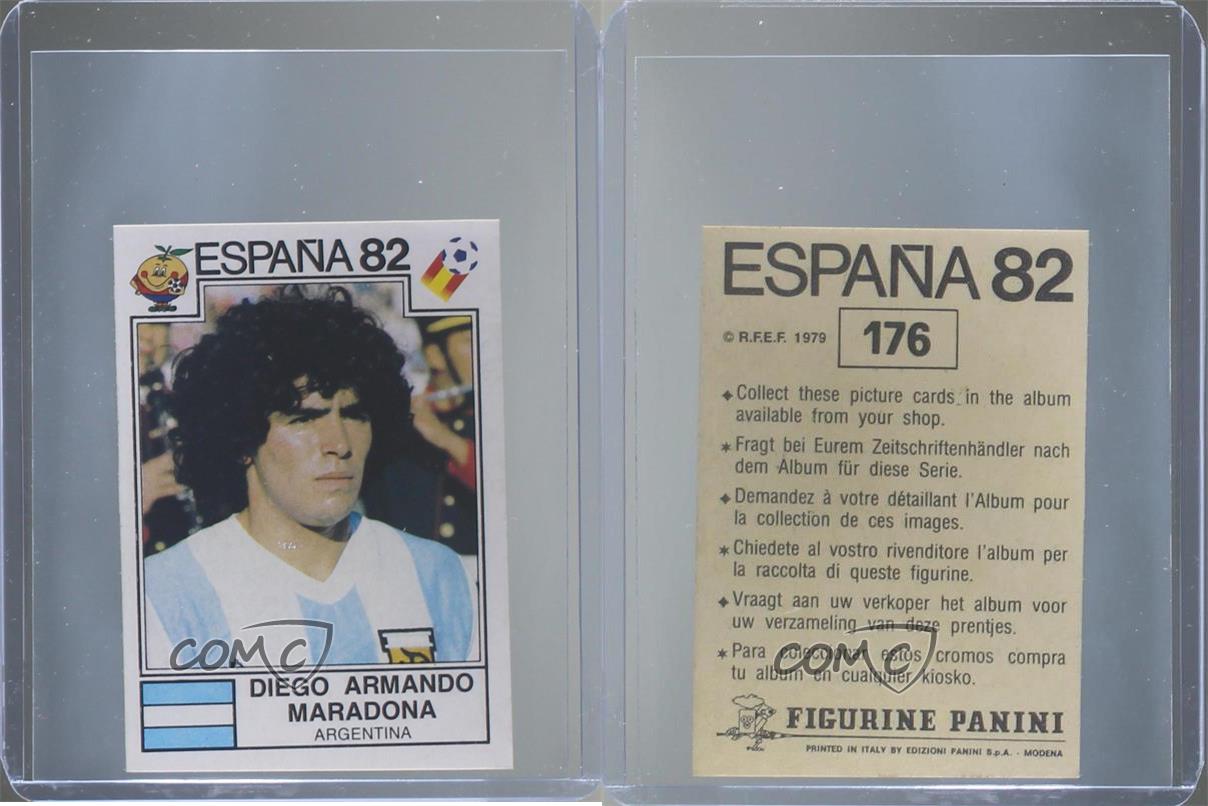 ESPAÑA 82
DIEGO ARMANDO
MARADONA
ARGENTINA
COMC
ESPAÑA 82
© R.F.E.F. 1979
176
Collect these picture cards in the album
available from your shop.
Fragt bei Eurem Zeitschriftenhändler nach
dem Album für diese Serie.
Demandez à votre détaillant l'Album pour
la collection de ces images.
Chiedete al vostro rivenditore l'album per
la raccolta di queste figurine.
Vraagt aan uw verkoper het album voor
uw verzameling van deze prentjes.
Para coleccionar estos cromos compra
tu album en cualquier kiosko.
COMC
FIGURINE PANINI
PRINTED IN ITALY BY EDIZIONI PANINI S.p.A. - MODENA